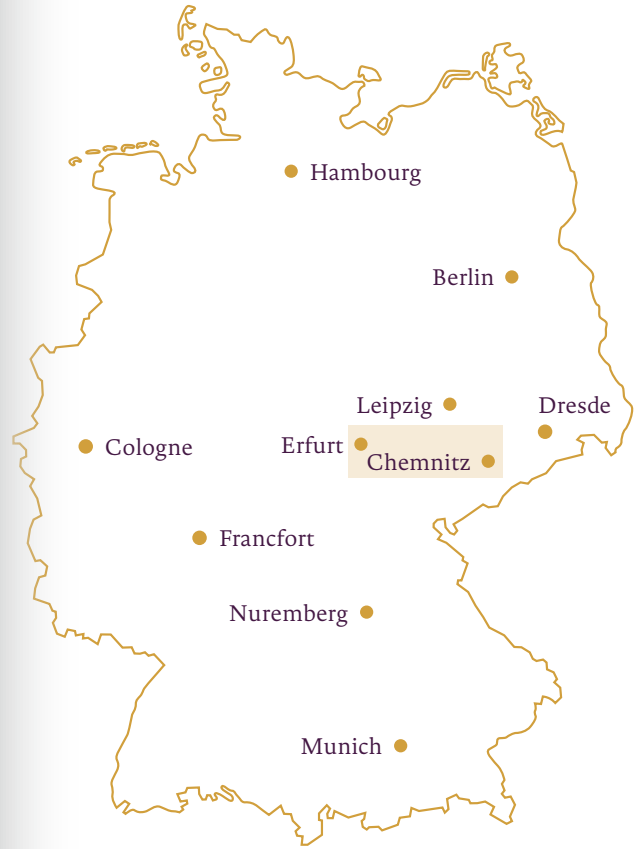 Hambourg
Berlin
Leipzig
Dresde
Erfurt
Cologne
Chemnitz
Francfort
Nuremberg
Munich